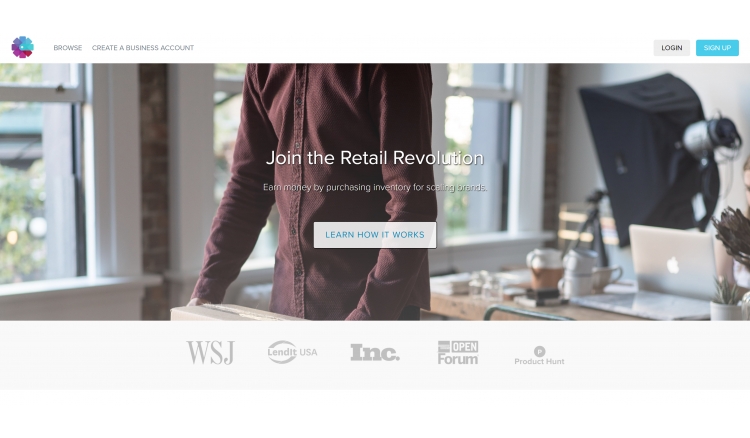 BROWSE
CREATE A BUSINESS ACCOUNT
LOGIN
SIGN UP
Join the Retail Revolution
Earn money by purchasing inventory for scaling brands.
LEARN HOW IT WORKS
WSJ
LendIt USA
Inc.
OPEN
Forum
P
Product Hunt